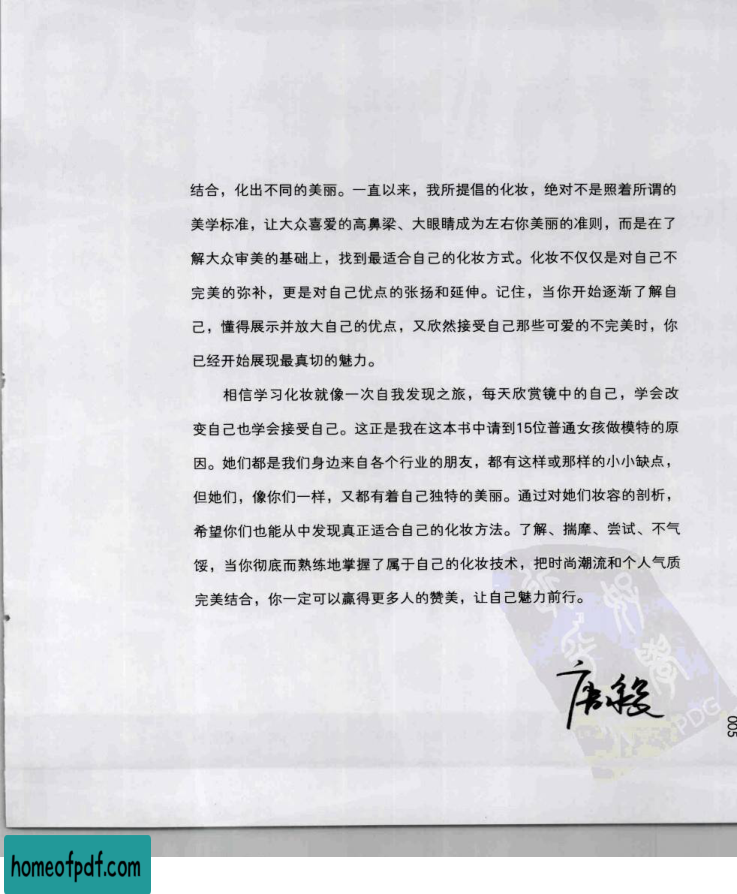 结合，化出不同的美丽。一直以来，我所提倡的化妆，绝对不是照着所谓的
美学标准，让大众喜爱的高鼻梁、大眼睛成为左右你美丽的准则，而是在了
解大众审美的基础上，找到最适合自己的化妆方式。化妆不仅仅是对自己不
完美的弥补，更是对自己优点的张扬和延伸。记住，当你开始逐渐了解自
己，懂得展示并放大自己的优点，又欣然接受自己那些可爱的不完美时，你
已经开始展现最真切的魅力。
相信学习化妆就像一次自我发现之旅，每天欣赏镜中的自己，学会改
变自己也学会接受自己。这正是我在这本书中请到15位普通女孩做模特的原
因。她们都是我们身边来自各个行业的朋友，都有这样或那样的小小缺点，
但她们，像你们一样，又都有着自己独特的美丽。通过对她们妆容的剖析，
希望你们也能从中发现真正适合自己的化妆方法。了解、揣摩、尝试、不气
馁，当你彻底而熟练地掌握了属于自己的化妆技术，把时尚潮流和个人气质
完美结合，你一定可以赢得更多人的赞美，让自己魅力前行。
唐毅
PDG
005
homeofpdf.com